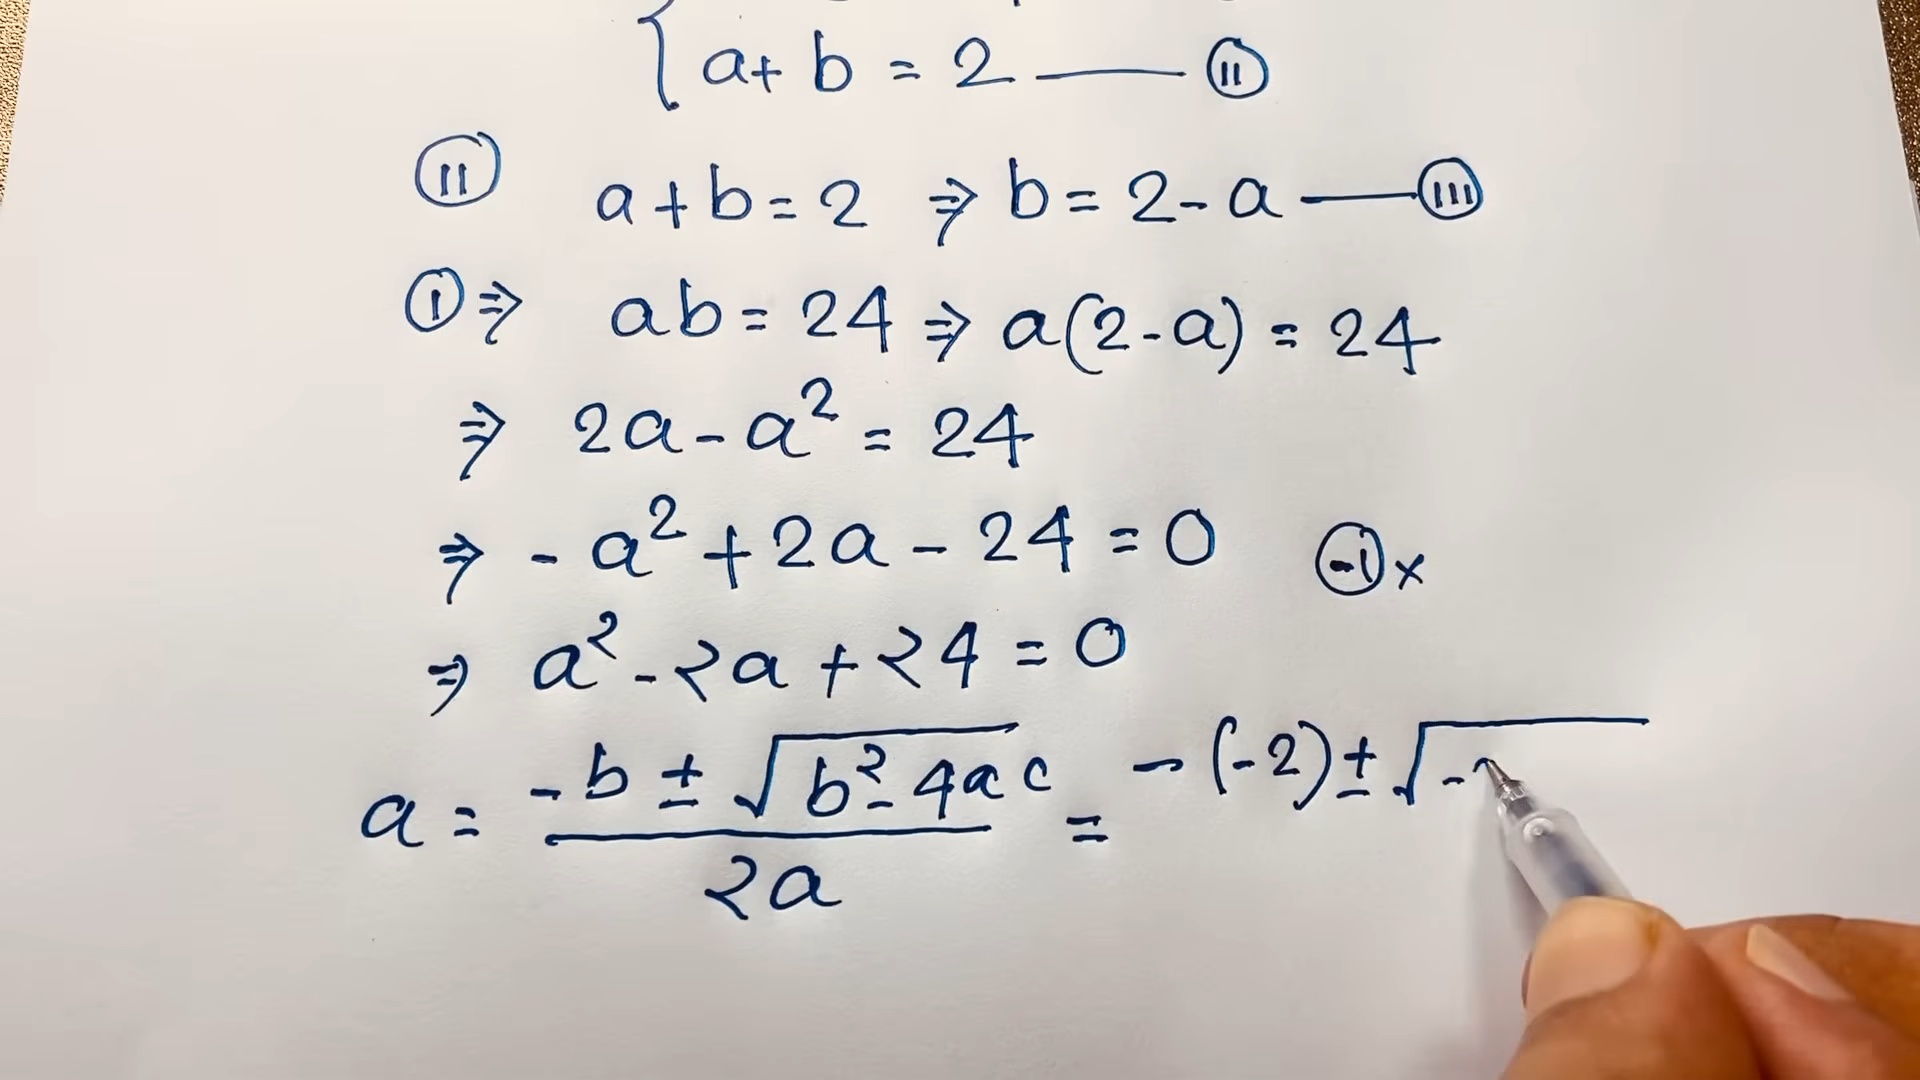 a+b = 2 —— (II)
(II) a+b=2 ⇒ b= 2-a —— (III)
(I)⇒ ab=24 ⇒ a(2-a) = 24
⇒ 2a-a² = 24
⇒ -a²+2a-24=0 (-1)×
⇒ a²-2a+24=0
a = -b±√b²-4ac / 2a = -(-2)±√-